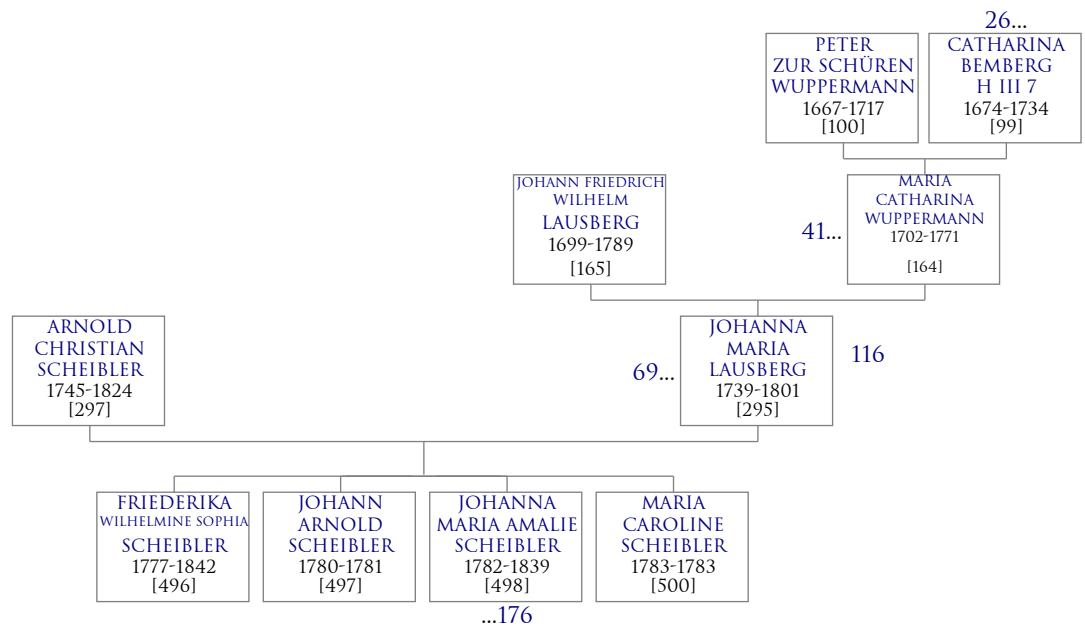 26...
PETER
ZUR SCHÜREN
WUPPERMANN
1667-1717
[100]
CATHARINA
BEMBERG
H III 7
1674-1734
[99]
JOHANN FRIEDRICH
WILHELM
LAUSBERG
1699-1789
[165]
41...
MARIA
CATHARINA
WUPPERMANN
1702-1771
[164]
ARNOLD
CHRISTIAN
SCHEIBLER
1745-1824
[297]
69...
JOHANNA
MARIA
LAUSBERG
1739-1801
[295]
116
FRIEDERIKA
WILHELMINE SOPHIA
SCHEIBLER
1777-1842
[496]
JOHANN
ARNOLD
SCHEIBLER
1780-1781
[497]
JOHANNA
MARIA AMALIE
SCHEIBLER
1782-1839
[498]
MARIA
CAROLINE
SCHEIBLER
1783-1783
[500]
...176